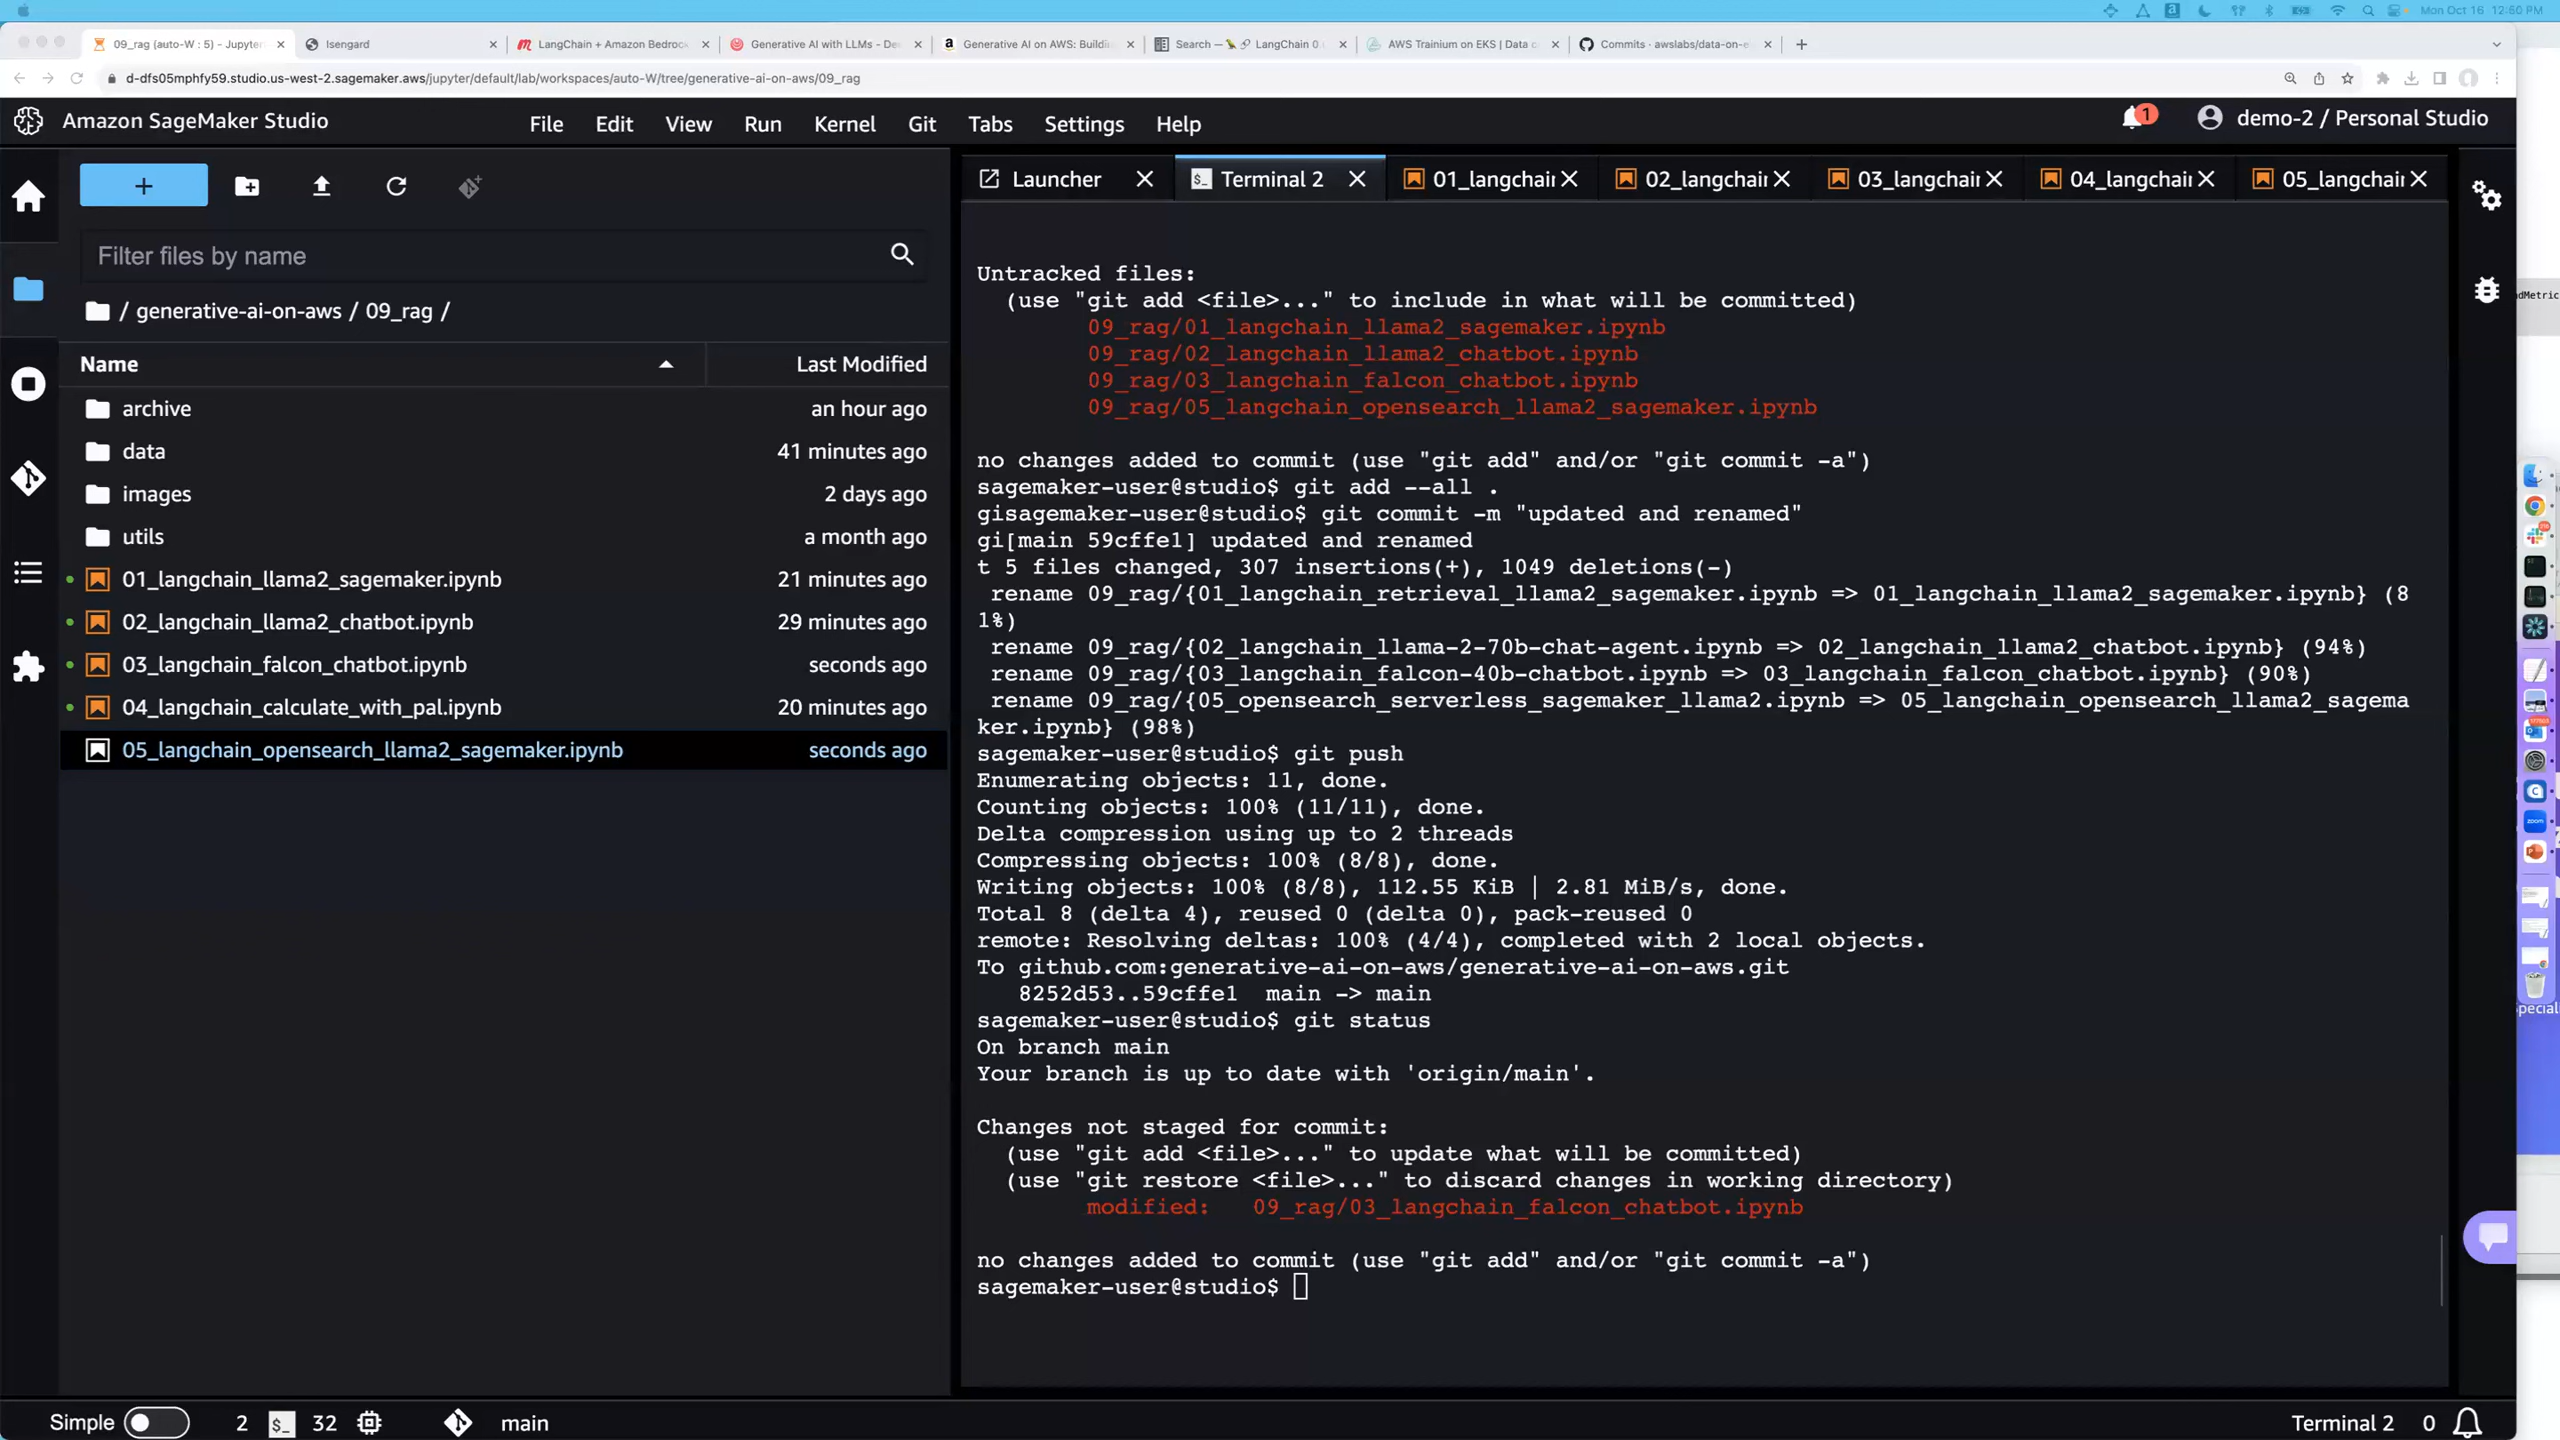 Mon Oct 16 12:50 PM
09_rag (auto-W : 5) - Jupyter
Isengard
LangChain + Amazon Bedrock
Generative AI with LLMs - De
Generative AI on AWS: Buildi
Search — LangChain 0
AWS Trainium on EKS | Data
Commits · awslabs/data-on-e
d-dfs05mphfy59.studio.us-west-2.sagemaker.aws/jupyter/default/lab/workspaces/auto-W/tree/generative-ai-on-aws/09_rag
Amazon SageMaker Studio
File Edit View Run Kernel Git Tabs Settings Help
1
demo-2 / Personal Studio
+
Filter files by name
/ generative-ai-on-aws / 09_rag /
Name Last Modified
archive an hour ago
data 41 minutes ago
images 2 days ago
utils a month ago
01_langchain_llama2_sagemaker.ipynb 21 minutes ago
02_langchain_llama2_chatbot.ipynb 29 minutes ago
03_langchain_falcon_chatbot.ipynb seconds ago
04_langchain_calculate_with_pal.ipynb 20 minutes ago
05_langchain_opensearch_llama2_sagemaker.ipynb seconds ago
Launcher
Terminal 2
01_langchai
02_langchai
03_langchai
04_langchai
05_langchai
Untracked files:
(use "git add <file>..." to include in what will be committed)
09_rag/01_langchain_llama2_sagemaker.ipynb
09_rag/02_langchain_llama2_chatbot.ipynb
09_rag/03_langchain_falcon_chatbot.ipynb
09_rag/05_langchain_opensearch_llama2_sagemaker.ipynb
no changes added to commit (use "git add" and/or "git commit -a")
sagemaker-user@studio$ git add --all .
gisagemaker-user@studio$ git commit -m "updated and renamed"
gi[main 59cffe1] updated and renamed
t 5 files changed, 307 insertions(+), 1049 deletions(-)
rename 09_rag/{01_langchain_retrieval_llama2_sagemaker.ipynb => 01_langchain_llama2_sagemaker.ipynb} (8
1%)
rename 09_rag/{02_langchain_llama-2-70b-chat-agent.ipynb => 02_langchain_llama2_chatbot.ipynb} (94%)
rename 09_rag/{03_langchain_falcon-40b-chatbot.ipynb => 03_langchain_falcon_chatbot.ipynb} (90%)
rename 09_rag/{05_opensearch_serverless_sagemaker_llama2.ipynb => 05_langchain_opensearch_llama2_sagema
ker.ipynb} (98%)
sagemaker-user@studio$ git push
Enumerating objects: 11, done.
Counting objects: 100% (11/11), done.
Delta compression using up to 2 threads
Compressing objects: 100% (8/8), done.
Writing objects: 100% (8/8), 112.55 KiB | 2.81 MiB/s, done.
Total 8 (delta 4), reused 0 (delta 0), pack-reused 0
remote: Resolving deltas: 100% (4/4), completed with 2 local objects.
To github.com:generative-ai-on-aws/generative-ai-on-aws.git
8252d53..59cffe1 main -> main
sagemaker-user@studio$ git status
On branch main
Your branch is up to date with 'origin/main'.
Changes not staged for commit:
(use "git add <file>..." to update what will be committed)
(use "git restore <file>..." to discard changes in working directory)
modified: 09_rag/03_langchain_falcon_chatbot.ipynb
no changes added to commit (use "git add" and/or "git commit -a")
sagemaker-user@studio$
ndMetric
zoom
pecial
Simple 2 $_ 32 main
Terminal 2 0